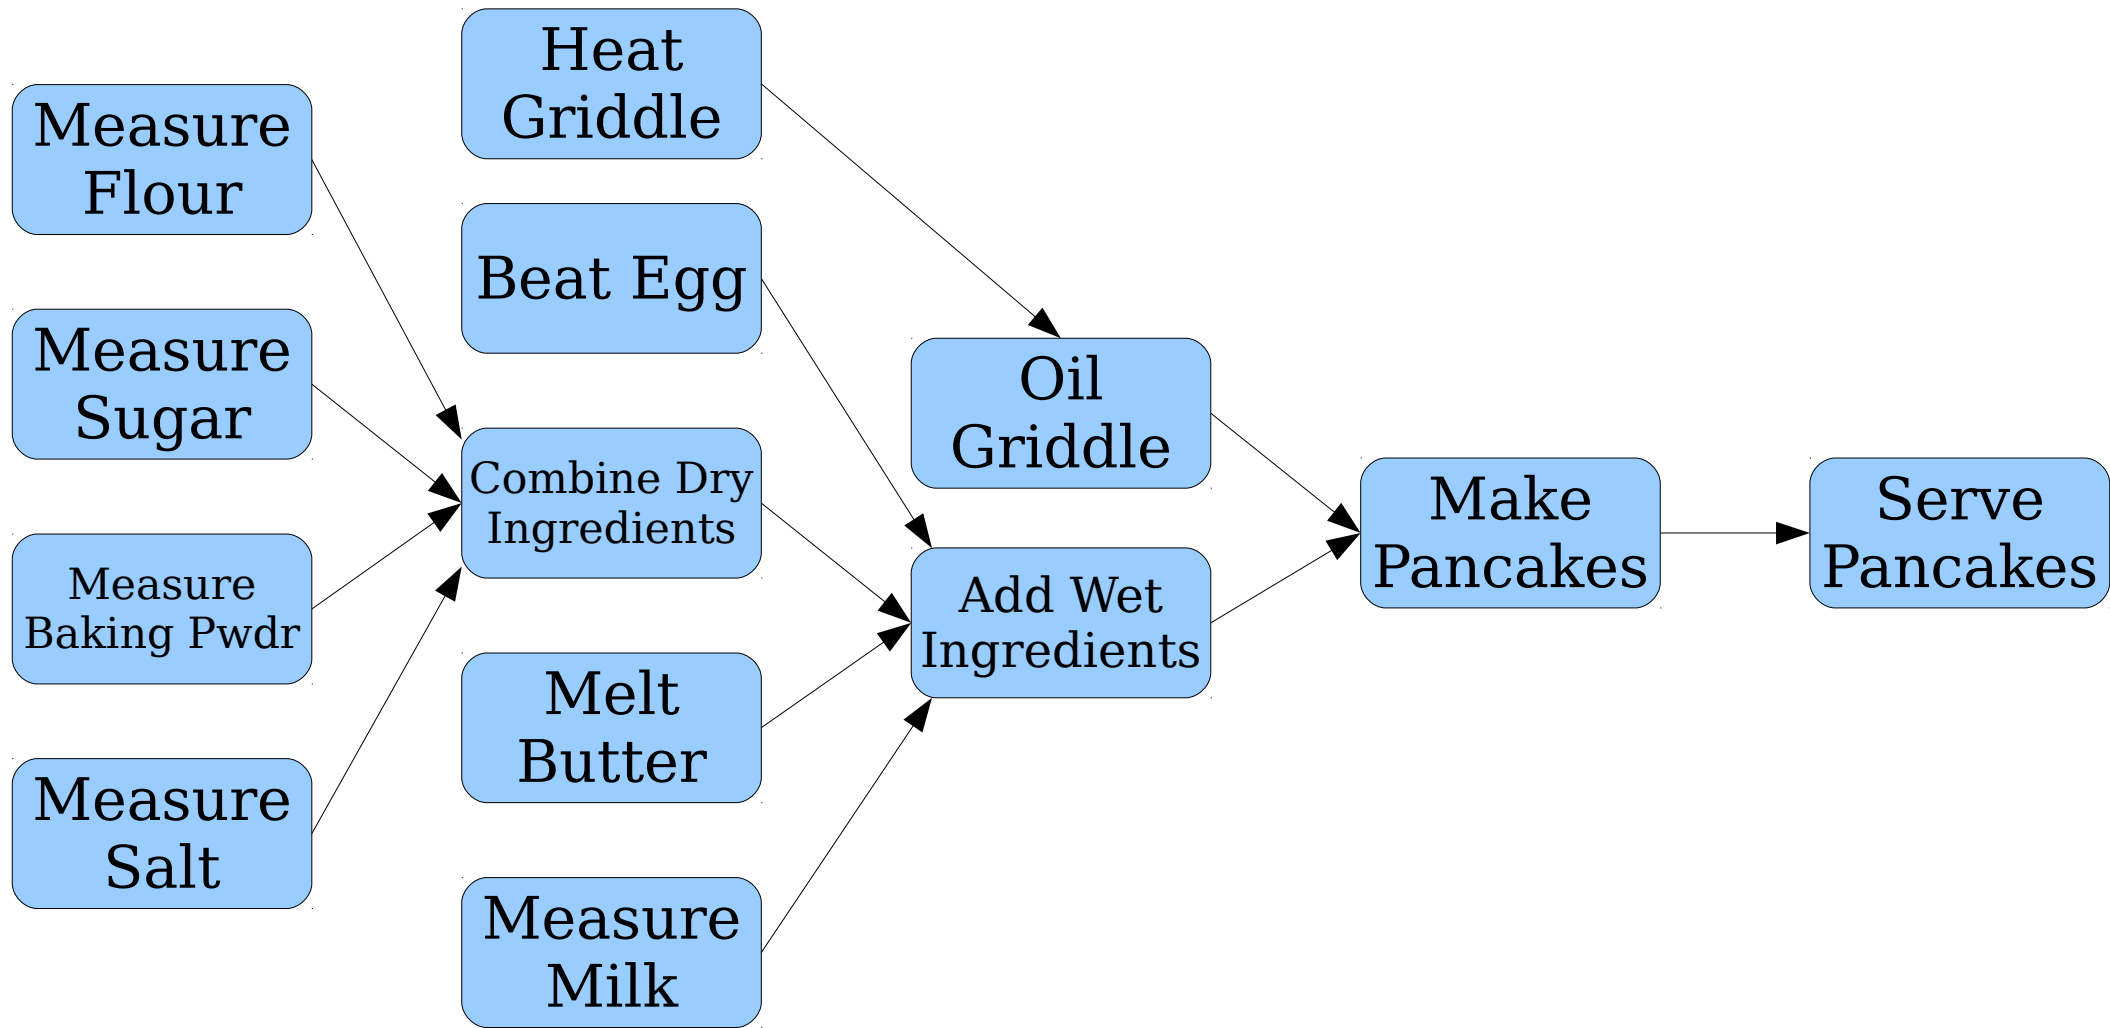 Heat
Griddle
Measure
Flour
Beat Egg
Measure
Sugar
Oil
Griddle
Combine Dry
Ingredients
Make
Pancakes
Serve
Pancakes
Measure
Baking Pwdr
Add Wet
Ingredients
Melt
Butter
Measure
Salt
Measure
Milk